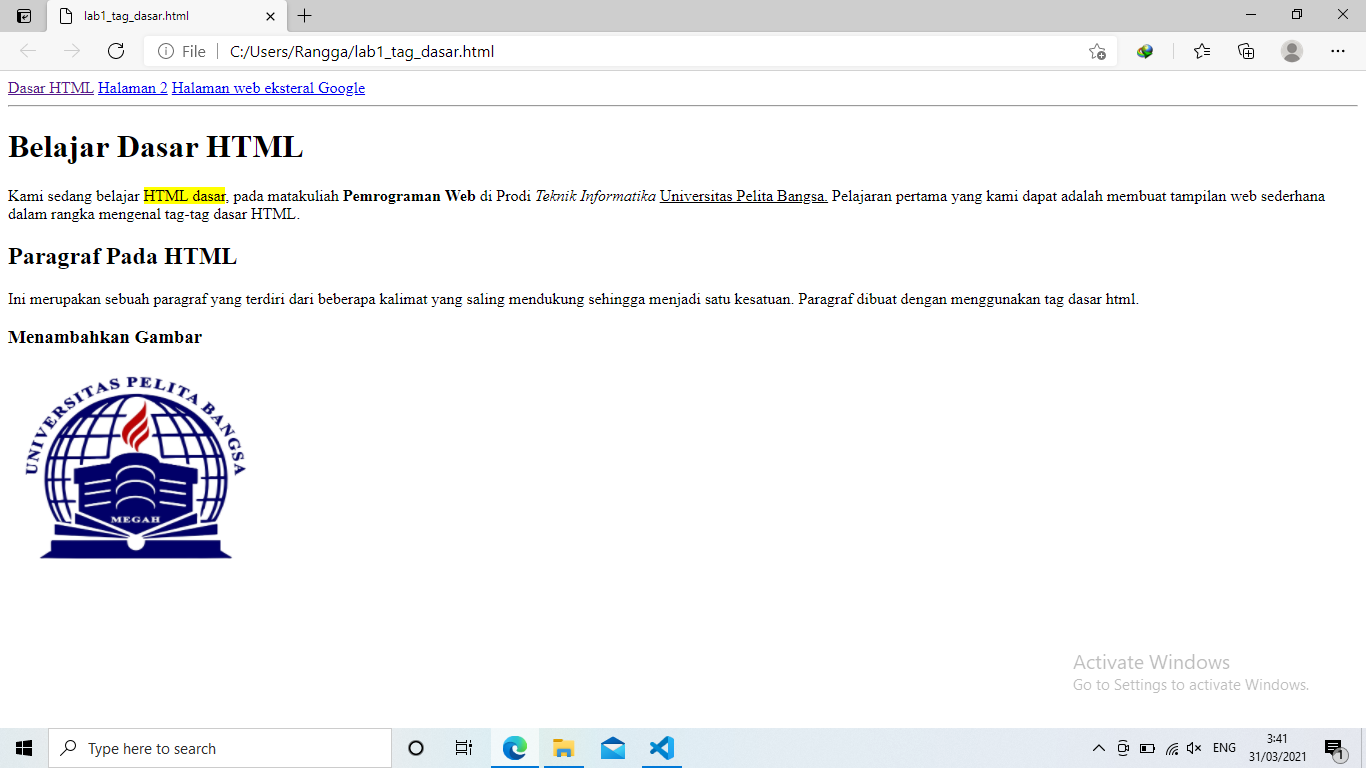 lab1_tag_dasar.html
File
C:/Users/Rangga/lab1_tag_dasar.html
Dasar HTML Halaman 2 Halaman web eksteral Google
Belajar Dasar HTML
Kami sedang belajar HTML dasar, pada matakuliah Pemrograman Web di Prodi Teknik Informatika Universitas Pelita Bangsa. Pelajaran pertama yang kami dapat adalah membuat tampilan web sederhana
dalam rangka mengenal tag-tag dasar HTML.
Paragraf Pada HTML
Ini merupakan sebuah paragraf yang terdiri dari beberapa kalimat yang saling mendukung sehingga menjadi satu kesatuan. Paragraf dibuat dengan menggunakan tag dasar html.
Menambahkan Gambar
UNIVERSITAS PELITA BANGSA
MEGAH
Activate Windows
Go to Settings to activate Windows.
Type here to search
ENG
3:41
31/03/2021
1